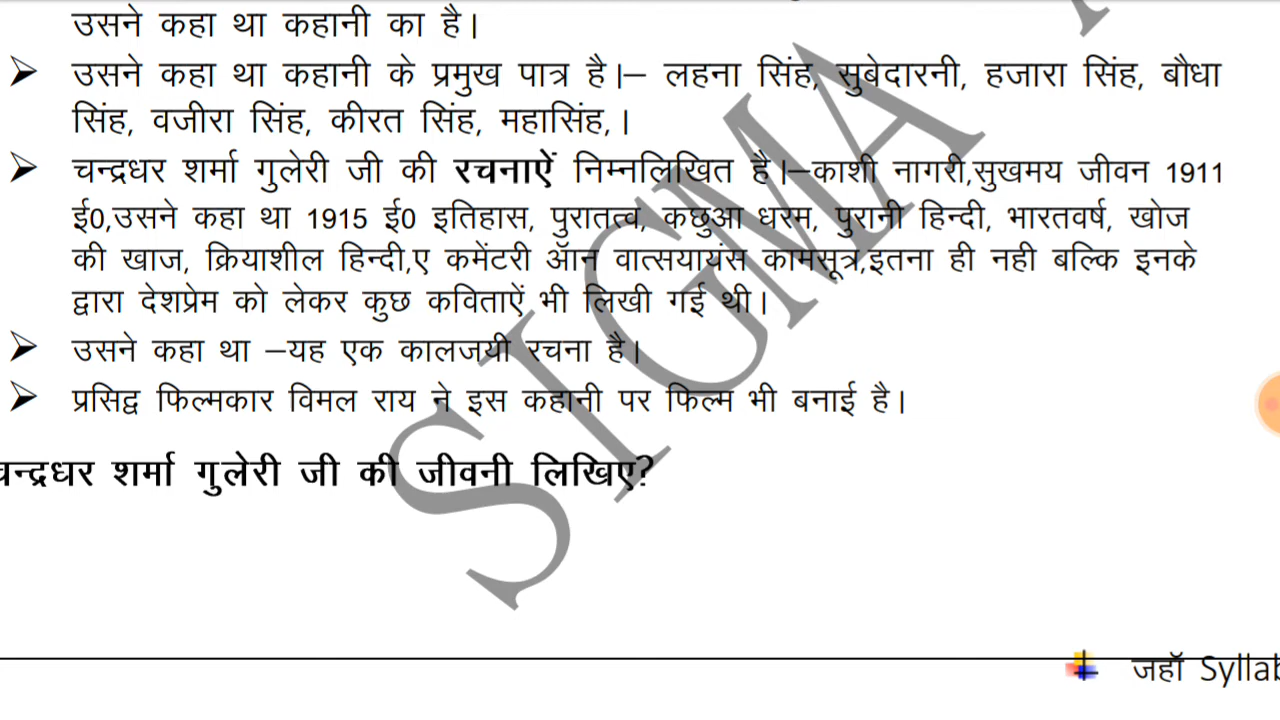 उसने कहा था कहानी का है।
➢ उसने कहा था कहानी के प्रमुख पात्र है।– लहना सिंह, सुबेदारनी, हजारा सिंह, बौधा
सिंह, वजीरा सिंह, कीरत सिंह, महासिंह,।
➢ चन्द्रधर शर्मा गुलेरी जी की रचनाऐं निम्नलिखित है।–काशी नागरी,सुखमय जीवन 1911
ई0,उसने कहा था 1915 ई0 इतिहास, पुरातत्व, कछुआ धरम, पुरानी हिन्दी, भारतवर्ष, खोज
की खाज, क्रियाशील हिन्दी,ए कमेंटरी ऑन वात्सयायंस कामसूत्र,इतना ही नही बल्कि इनके
द्वारा देशप्रेम को लेकर कुछ कविताऐं भी लिखी गई थी।
➢ उसने कहा था –यह एक कालजयी रचना है।
➢ प्रसिद्व फिल्मकार विमल राय ने इस कहानी पर फिल्म भी बनाई है।
चन्द्रधर शर्मा गुलेरी जी की जीवनी लिखिए?
SIGMA
जहॉ Syllab